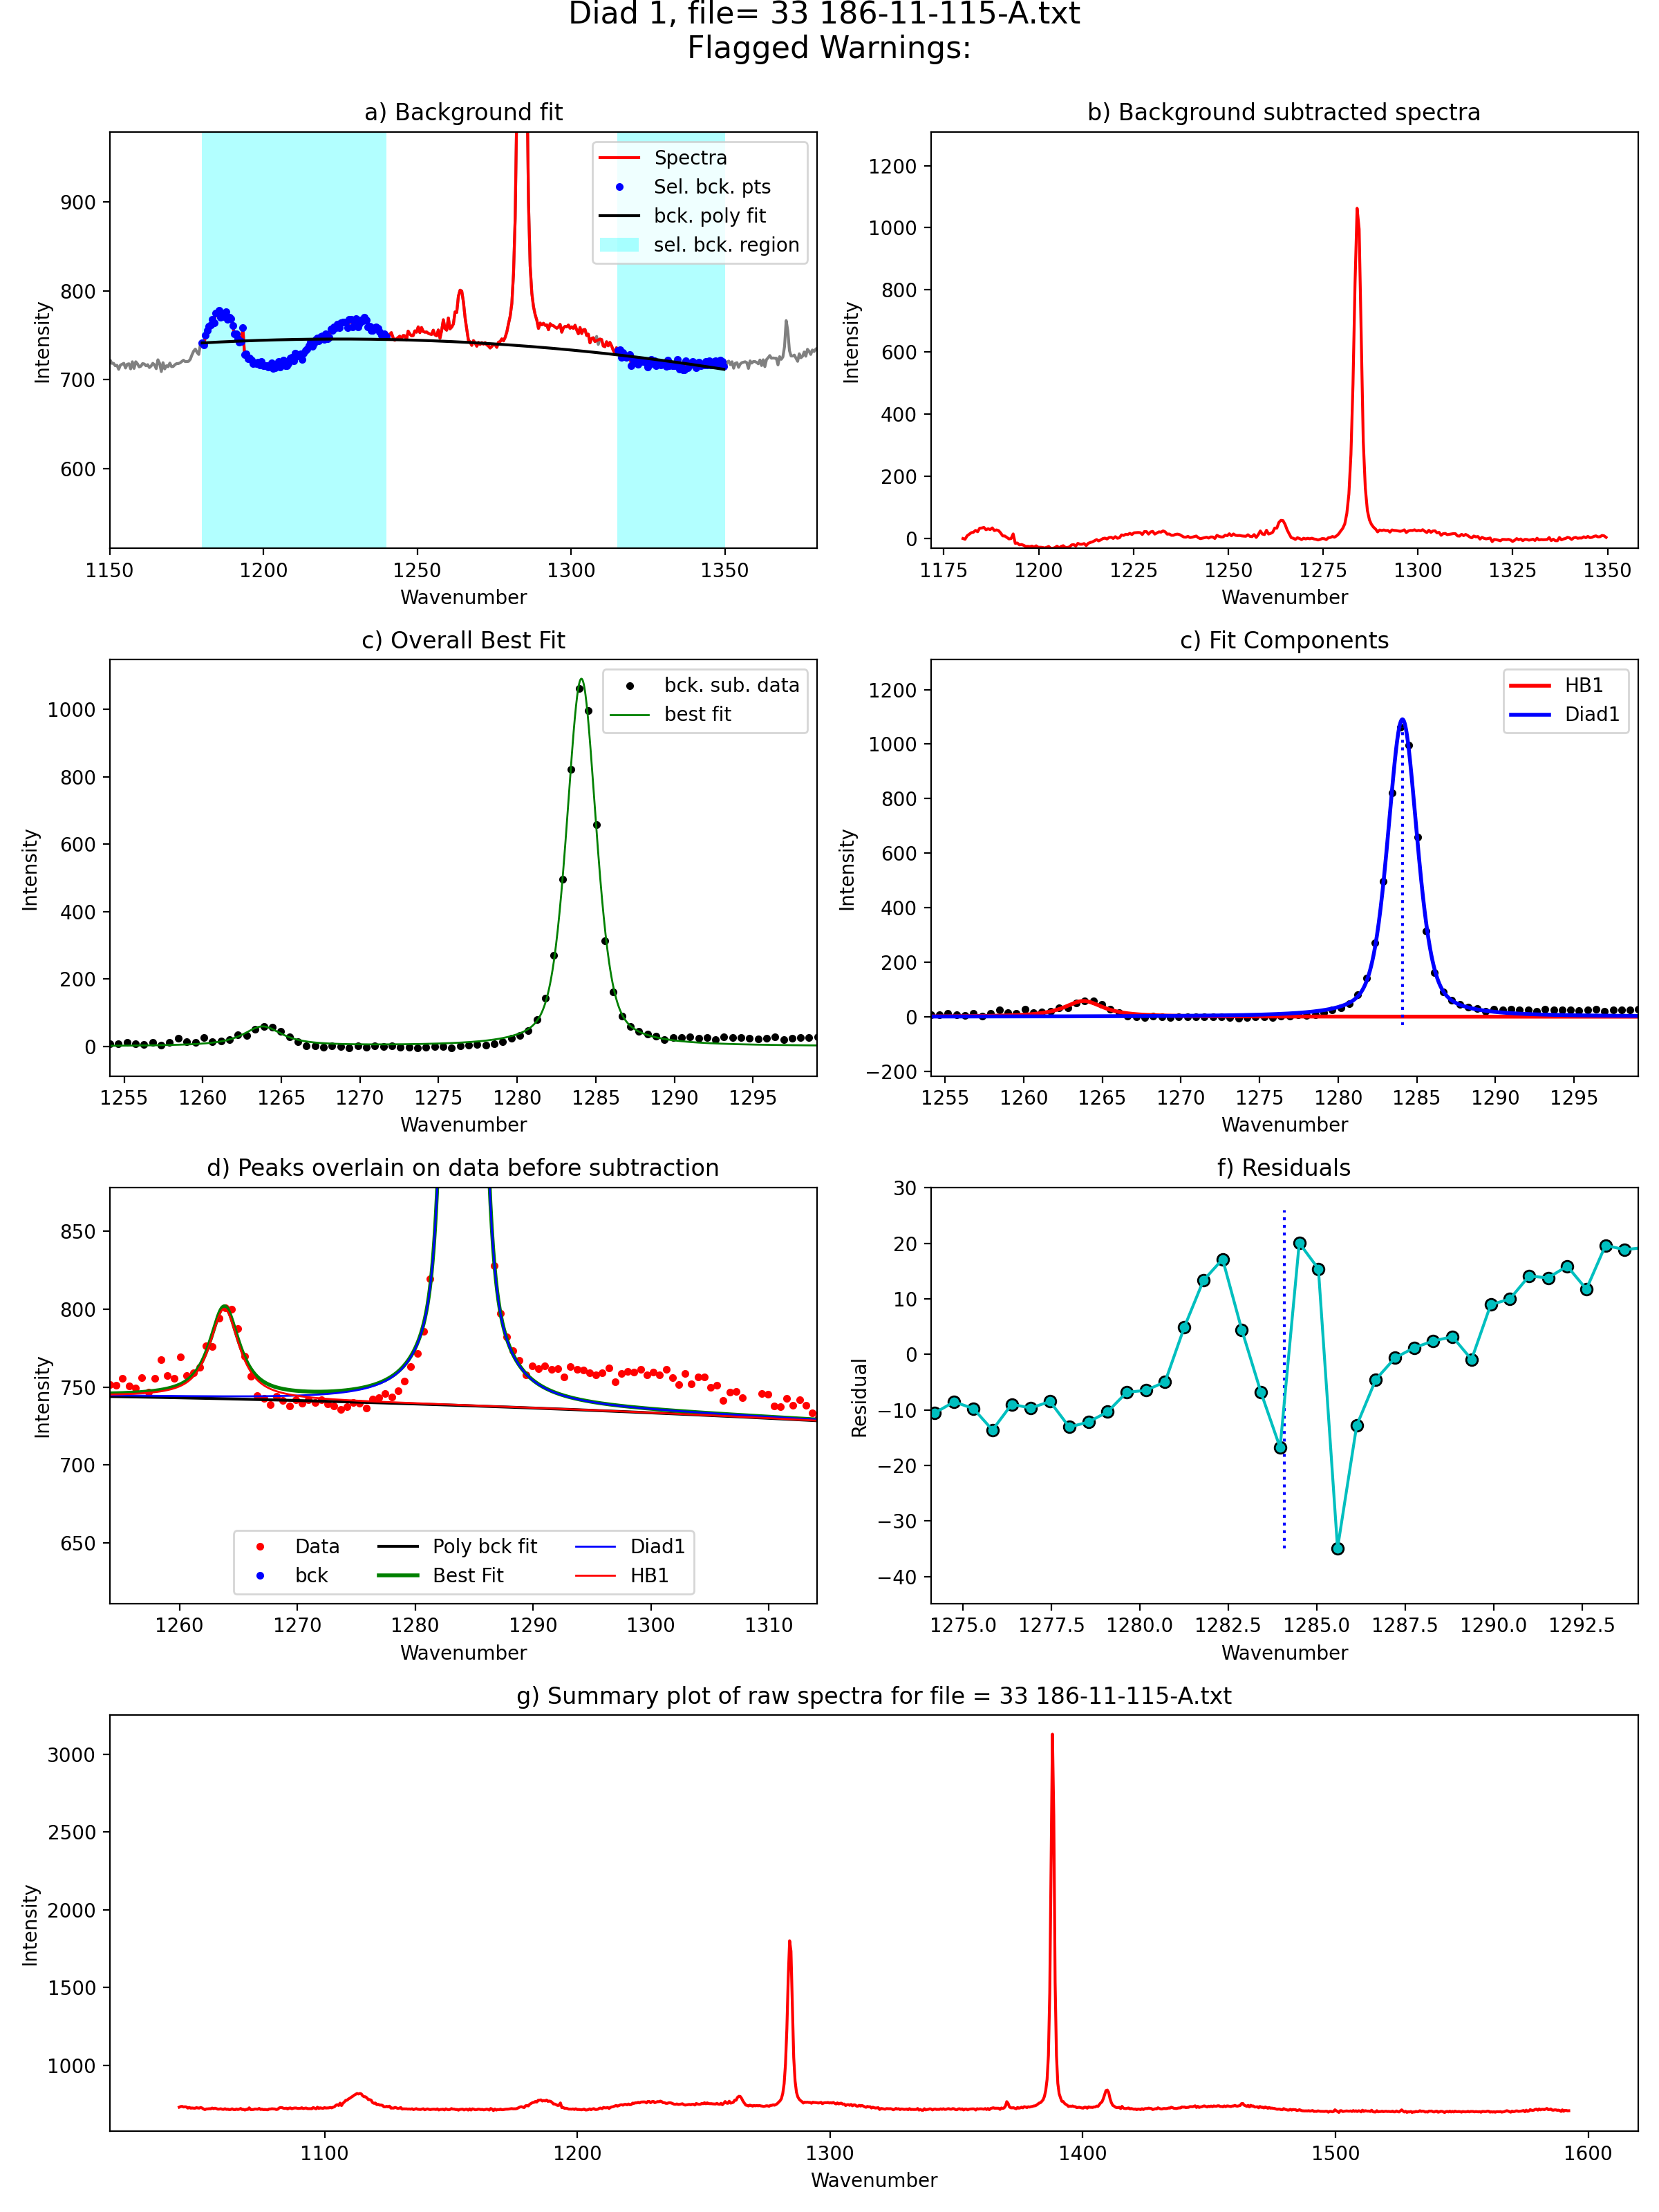 Diad 1, file= 33 186-11-115-A.txt
Flagged Warnings:
a) Background fit
Intensity
900
800
700
600
Spectra
Sel. bck. pts
bck. poly fit
sel. bck. region
1150 1200 1250 1300 1350
Wavenumber
b) Background subtracted spectra
Intensity
1200
1000
800
600
400
200
0
1175 1200 1225 1250 1275 1300 1325 1350
Wavenumber
c) Overall Best Fit
Intensity
1000
800
600
400
200
0
bck. sub. data
best fit
1255 1260 1265 1270 1275 1280 1285 1290 1295
Wavenumber
c) Fit Components
Intensity
1200
1000
800
600
400
200
0
−200
HB1
Diad1
1255 1260 1265 1270 1275 1280 1285 1290 1295
Wavenumber
d) Peaks overlain on data before subtraction
Intensity
850
800
750
700
650
Data
bck
Poly bck fit
Best Fit
Diad1
HB1
1260 1270 1280 1290 1300 1310
Wavenumber
f) Residuals
Residual
30
20
10
0
−10
−20
−30
−40
1275.0 1277.5 1280.0 1282.5 1285.0 1287.5 1290.0 1292.5
Wavenumber
g) Summary plot of raw spectra for file = 33 186-11-115-A.txt
Intensity
3000
2500
2000
1500
1000
1100 1200 1300 1400 1500 1600
Wavenumber